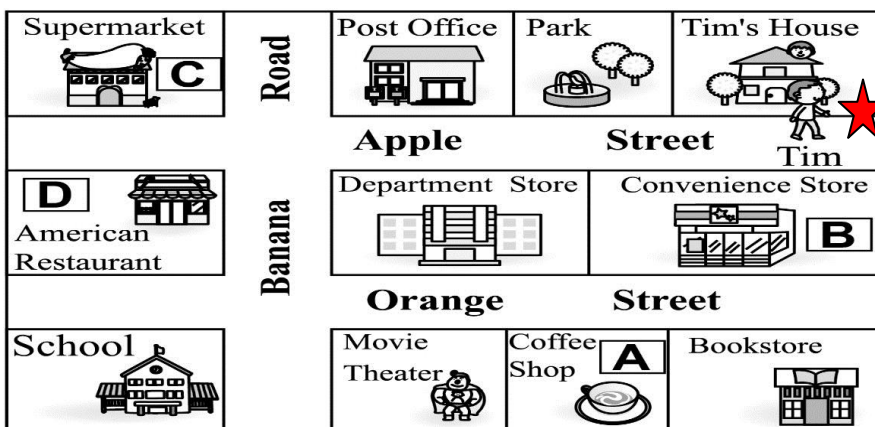 Supermarket
C
Road
Post Office
Park
Tim's House
Apple Street
Tim
D
American
Restaurant
Banana
Department Store
Convenience Store
B
Orange Street
School
Movie
Theater
Coffee
Shop
A
Bookstore